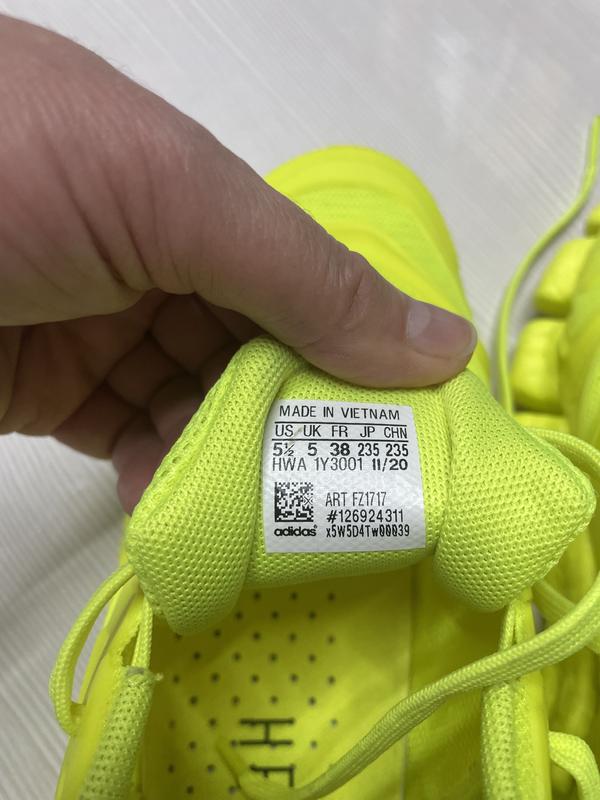 MADE IN VIETNAM
US UK FR JP CHN
5½ 5 38 235 235
HWA 1Y3001 11/20
ART FZ1717
#126924311
adidas® x5W5D4Tw00039